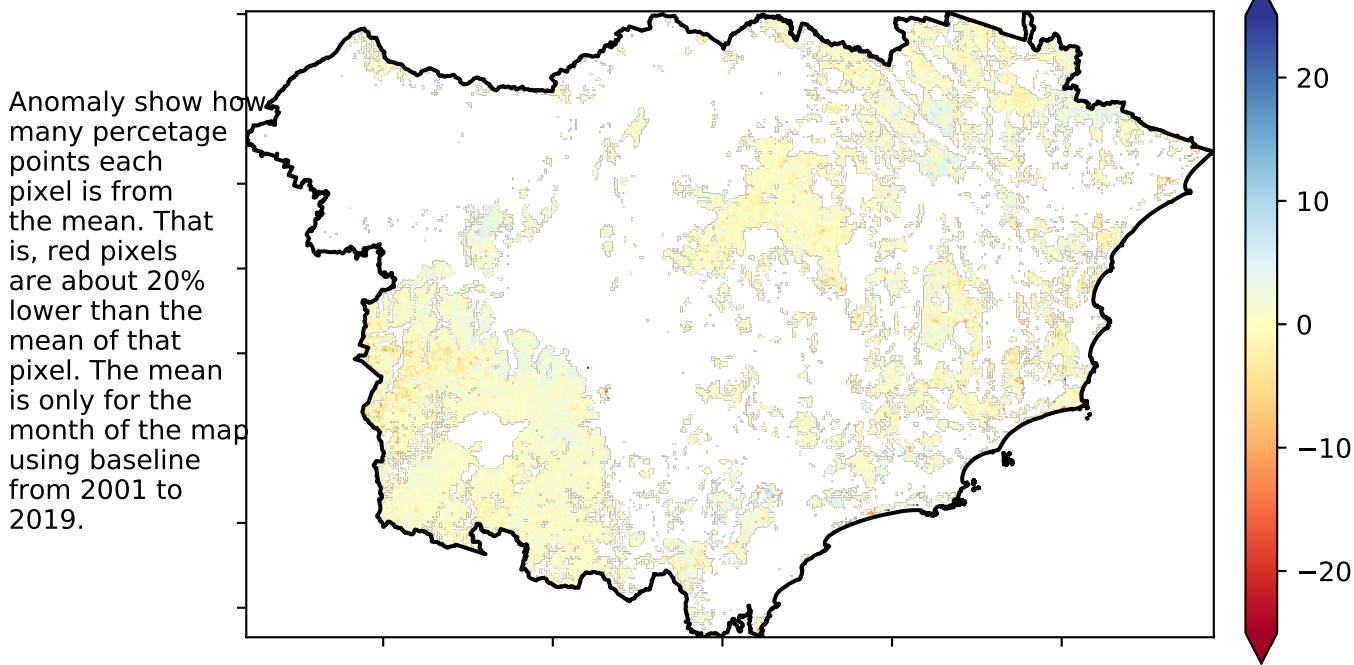 Anomaly show how
many percetage
points each
pixel is from
the mean. That
is, red pixels
are about 20%
lower than the
mean of that
pixel. The mean
is only for the
month of the map
using baseline
from 2001 to
2019.
20
10
0
−10
−20